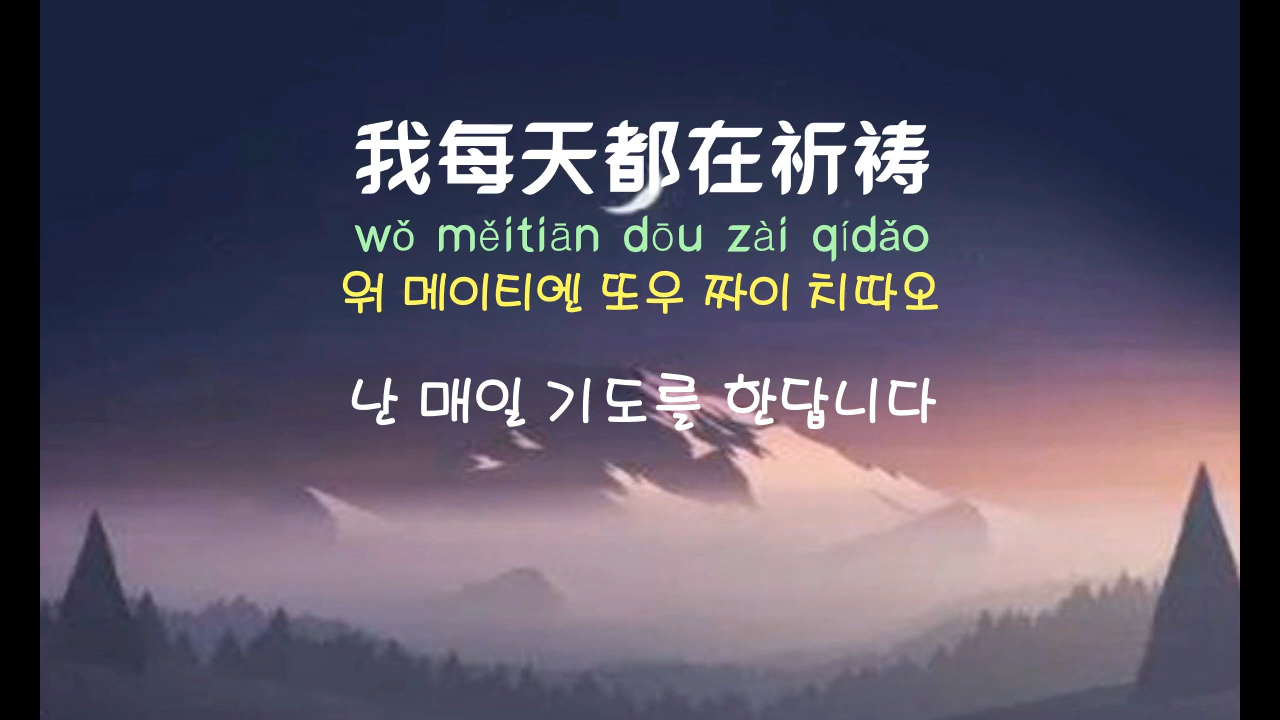 我每天都在祈祷
wǒ měitiān dōu zài qídǎo
워 메이티엔 또우 짜이 치따오
난 매일 기도를 한답니다